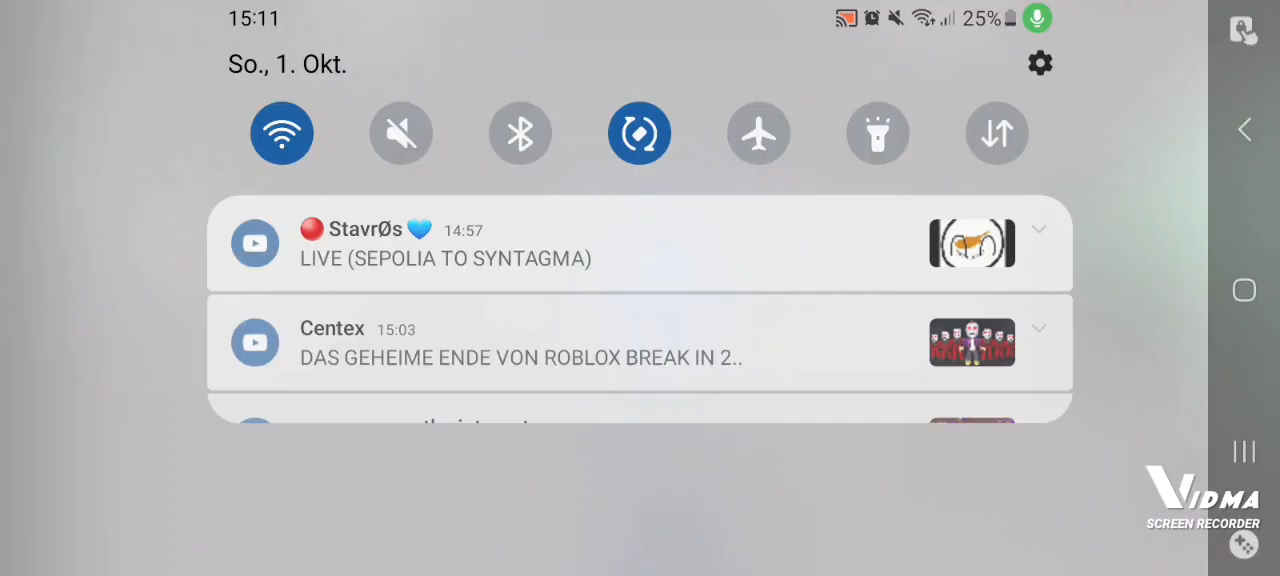 15:11
25%
So., 1. Okt.
🔴 StavrØs 💙 14:57
LIVE (SEPOLIA TO SYNTAGMA)
Centex 15:03
DAS GEHEIME ENDE VON ROBLOX BREAK IN 2..
VIDMA
SCREEN RECORDER